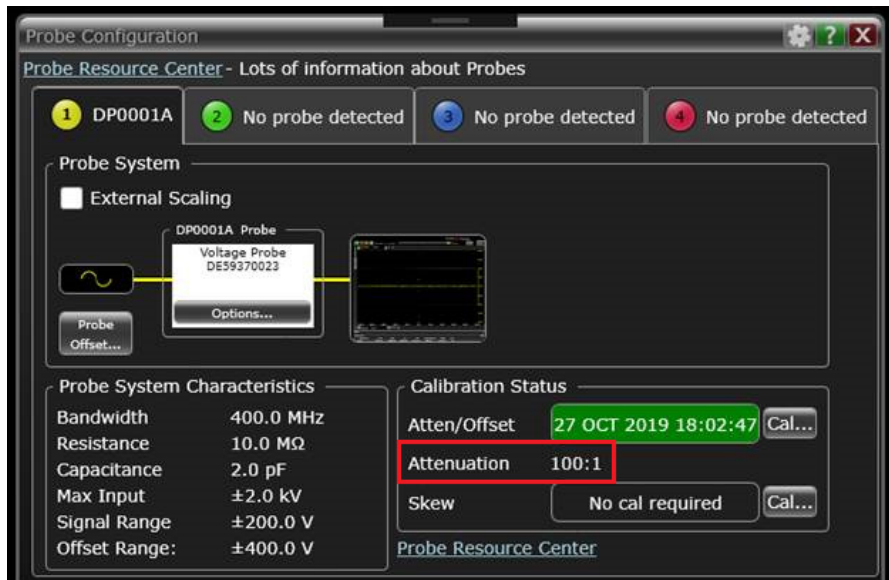 Probe Configuration
?
X
Probe Resource Center - Lots of information about Probes
1 DP0001A
2 No probe detected
3 No probe detected
4 No probe detected
Probe System
External Scaling
DP0001A Probe
Voltage Probe
DE59370023
Options...
Probe
Offset...
Probe System Characteristics
Bandwidth 400.0 MHz
Resistance 10.0 MΩ
Capacitance 2.0 pF
Max Input ±2.0 kV
Signal Range ±200.0 V
Offset Range: ±400.0 V
Calibration Status
Atten/Offset 27 OCT 2019 18:02:47 Cal...
Attenuation 100:1
Skew No cal required Cal...
Probe Resource Center